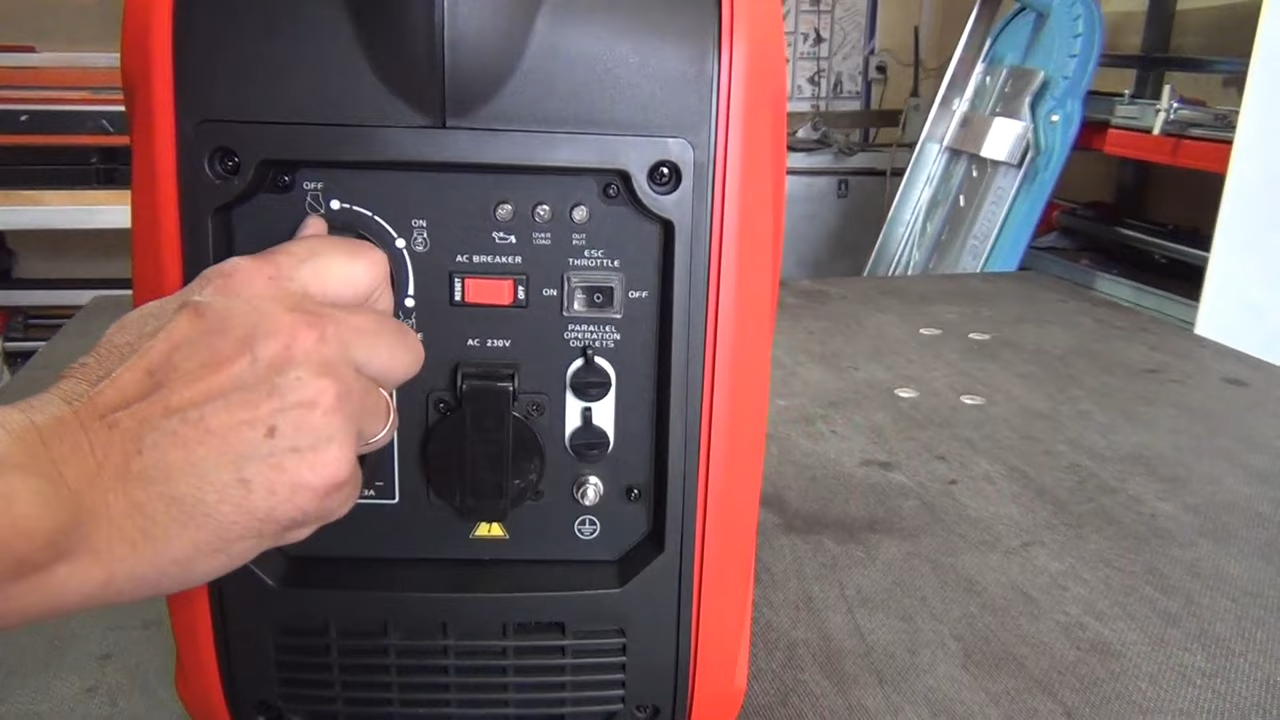 OFF
ON
OVER
LOAD
OUT
PUT
AC BREAKER
RESET
OFF
ESC
THROTTLE
ON
OFF
PARALLEL
OPERATION
OUTLETS
AC 230V
3A